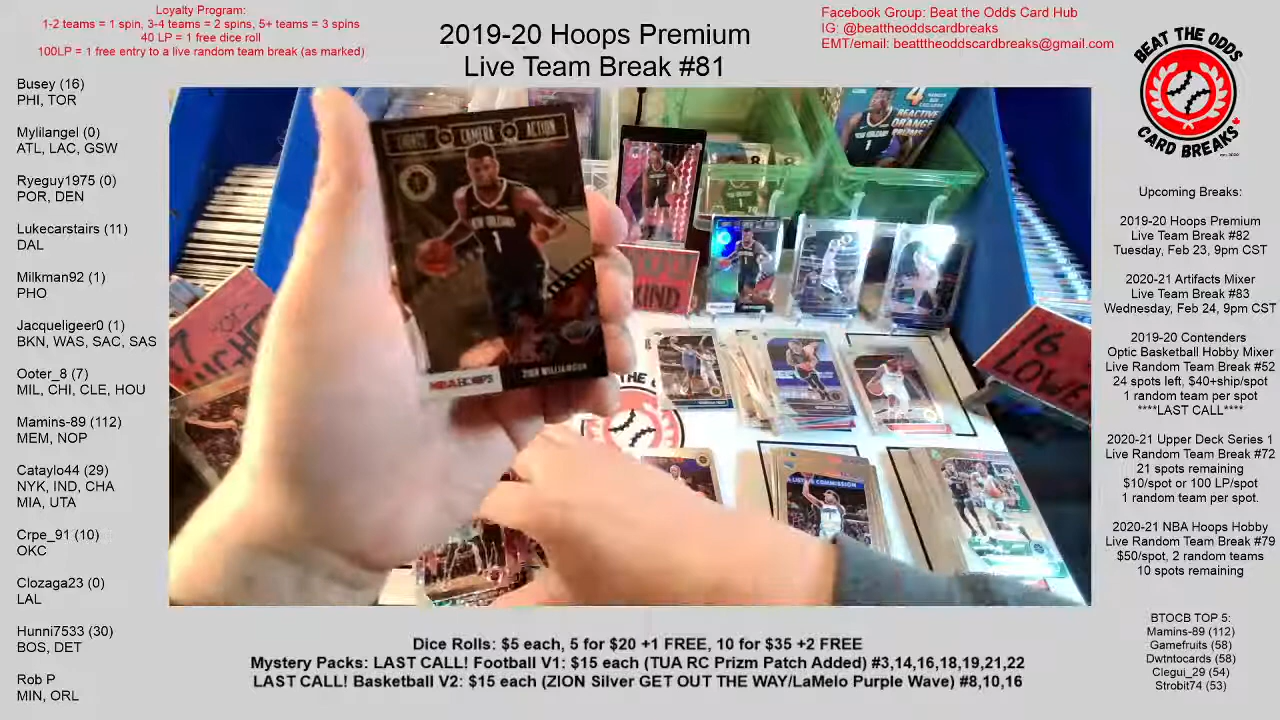 Loyalty Program:
1-2 teams = 1 spin, 3-4 teams = 2 spins, 5+ teams = 3 spins
40 LP = 1 free dice roll
100LP = 1 free entry to a live random team break (as marked)
2019-20 Hoops Premium
Live Team Break #81
Facebook Group: Beat the Odds Card Hub
IG: @beattheoddscardbreaks
EMT/email: beattheoddscardbreaks@gmail.com
BEAT THE ODDS
CARD BREAKS
Busey (16)
PHI, TOR
Mylilangel (0)
ATL, LAC, GSW
Ryeguy1975 (0)
POR, DEN
DAL
Milkman92 (1)
PHO
Jacqueligeer0 (1)
BKN, WAS, SAC, SAS
Ooter_8 (7)
MIL, CHI, CLE, HOU
Mamins-89 (112)
MEM, NOP
Cataylo44 (29)
NYK, IND, CHA
MIA, UTA
Crpe_91 (10)
OKC
Clozaga23 (0)
LAL
Hunni7533 (30)
BOS, DET
Rob P
MIN, ORL
LIGHTS CAMERA ACTION
NEW ORLEANS
1
NBA HOOPS
ZION WILLIAMSON
4
REACTIVE
ORANGE
PRIZMS
KIND
17
16
LOWE
THE
Upcoming Breaks:
2019-20 Hoops Premium
Live Team Break #82
Tuesday, Feb 23, 9pm CST
2020-21 Artifacts Mixer
Live Team Break #83
Wednesday, Feb 24, 9pm CST
2019-20 Contenders
Optic Basketball Hobby Mixer
Live Random Team Break #52
24 spots left, $40+ship/spot
1 random team per spot
****LAST CALL****
2020-21 Upper Deck Series 1
Live Random Team Break #72
21 spots remaining
$10/spot or 100 LP/spot
1 random team per spot.
2020-21 NBA Hoops Hobby
Live Random Team Break #79
$50/spot, 2 random teams
10 spots remaining
BTOCB TOP 5:
Mamins-89 (112)
Gamefruits (58)
Dwtntocards (58)
Clegui_29 (54)
Strobit74 (53)
Dice Rolls: $5 each, 5 for $20 +1 FREE, 10 for $35 +2 FREE
Mystery Packs: LAST CALL! Football V1: $15 each (TUA RC Prizm Patch Added) #3,14,16,18,19,21,22
LAST CALL! Basketball V2: $15 each (ZION Silver GET OUT THE WAY/LaMelo Purple Wave) #8,10,16